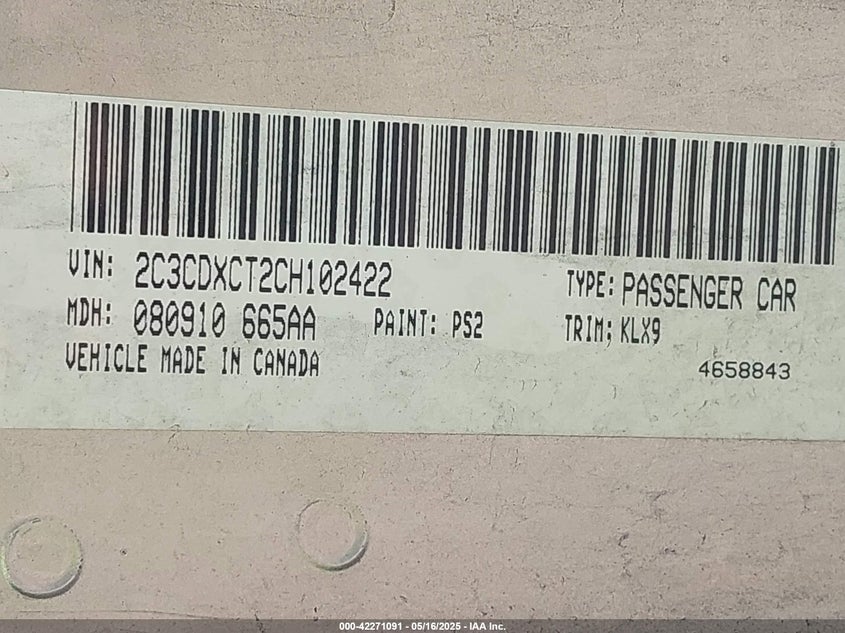 VIN: 2C3CDXCT2CH102422 TYPE: PASSENGER CAR
MDH: 080910 665AA PAINT: PS2 TRIM: KLX9
VEHICLE MADE IN CANADA 4658843
000-42271091 - 05/16/2025 - IAA Inc.